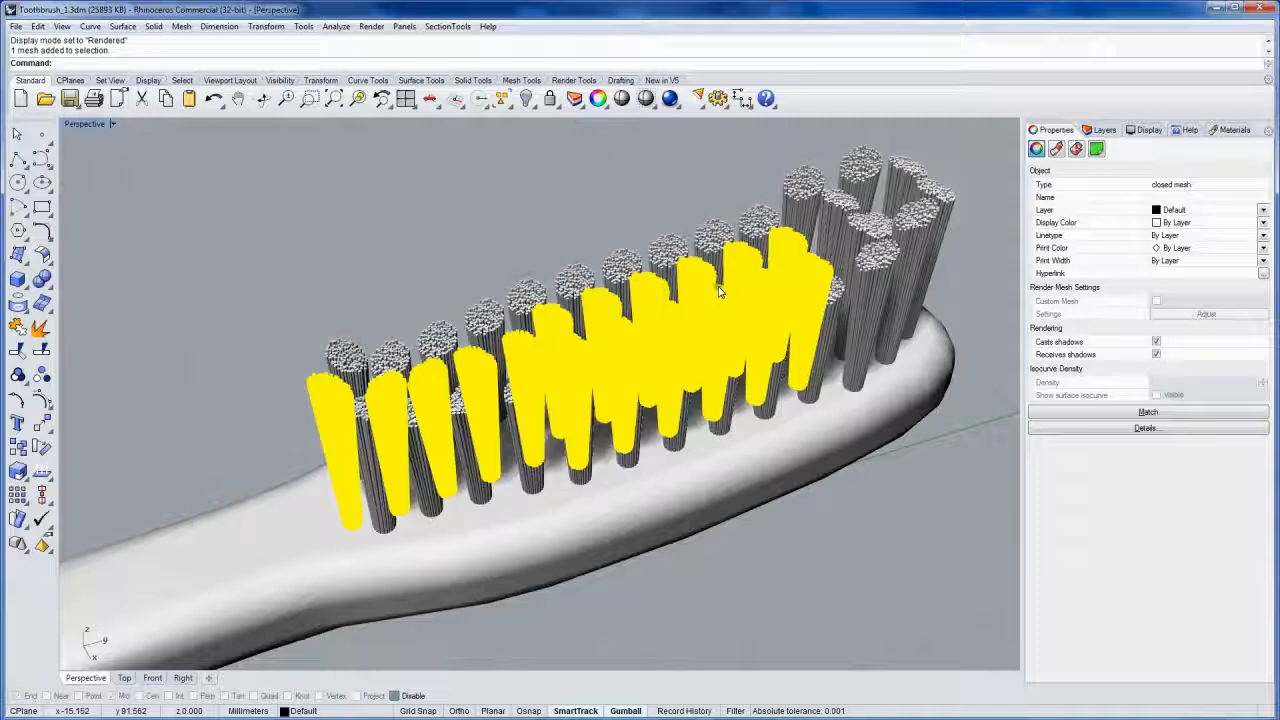 Toothbrush_1.3dm (25893 KB) - Rhinoceros Commercial (32-bit) - [Perspective]
File Edit View Curve Surface Solid Mesh Dimension Transform Tools Analyze Render Panels SectionTools Help
Display mode set to "Rendered"
1 mesh added to selection.
Command:
Standard CPlanes Set View Display Select Viewport Layout Visibility Transform Curve Tools Surface Tools Solid Tools Mesh Tools Render Tools Drafting New in V5
Perspective
Properties Layers Display Help Materials
Object
Type closed mesh
Name
Layer Default
Display Color By Layer
Linetype By Layer
Print Color By Layer
Print Width By Layer
Hyperlink
Render Mesh Settings
Custom Mesh
Settings Adjust
Rendering
Casts shadows
Receives shadows
Isocurve Density
Density
Show surface isocurve Visible
Match
Details...
z
y
x
Perspective Top Front Right
End Near Point Mid Cen Int Perp Tan Quad Knot Vertex Project Disable
CPlane x -15.152 y 91.562 z 0.000 Millimeters Default Grid Snap Ortho Planar Osnap SmartTrack Gumball Record History Filter Absolute tolerance: 0.001